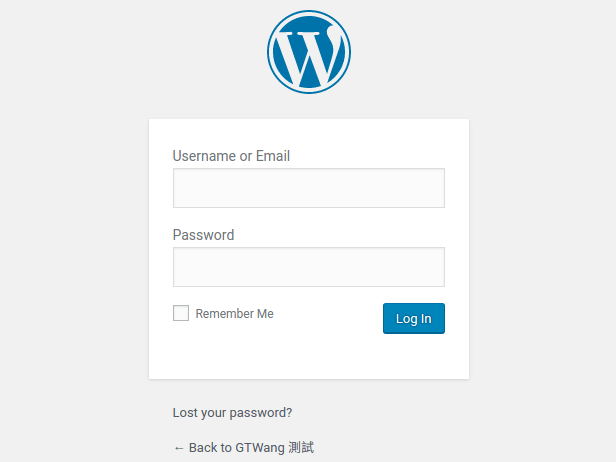 Username or Email
Password
Remember Me
Log In
Lost your password?
← Back to GTWang 測試